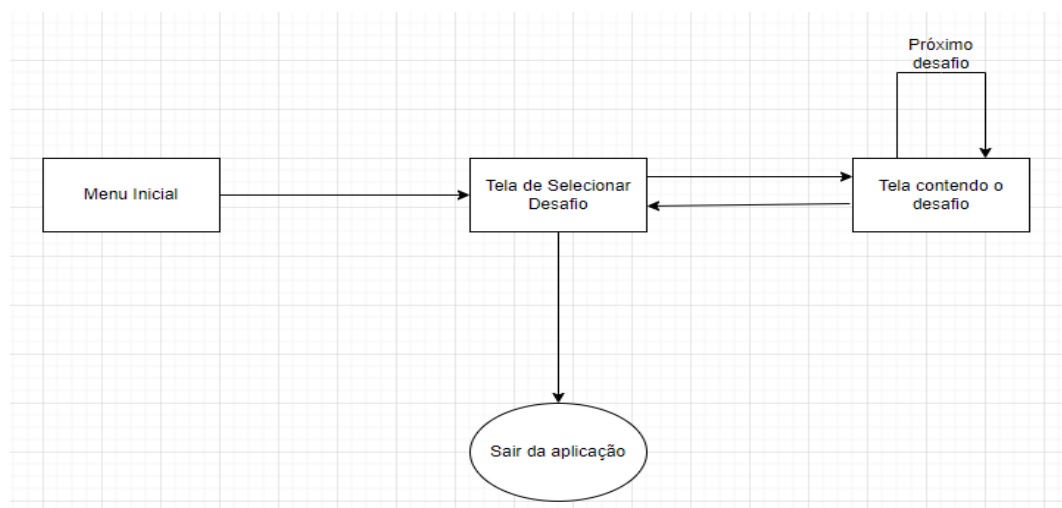 Próximo
desafio
Menu Inicial
Tela de Selecionar
Desafio
Tela contendo o
desafio
Sair da aplicação